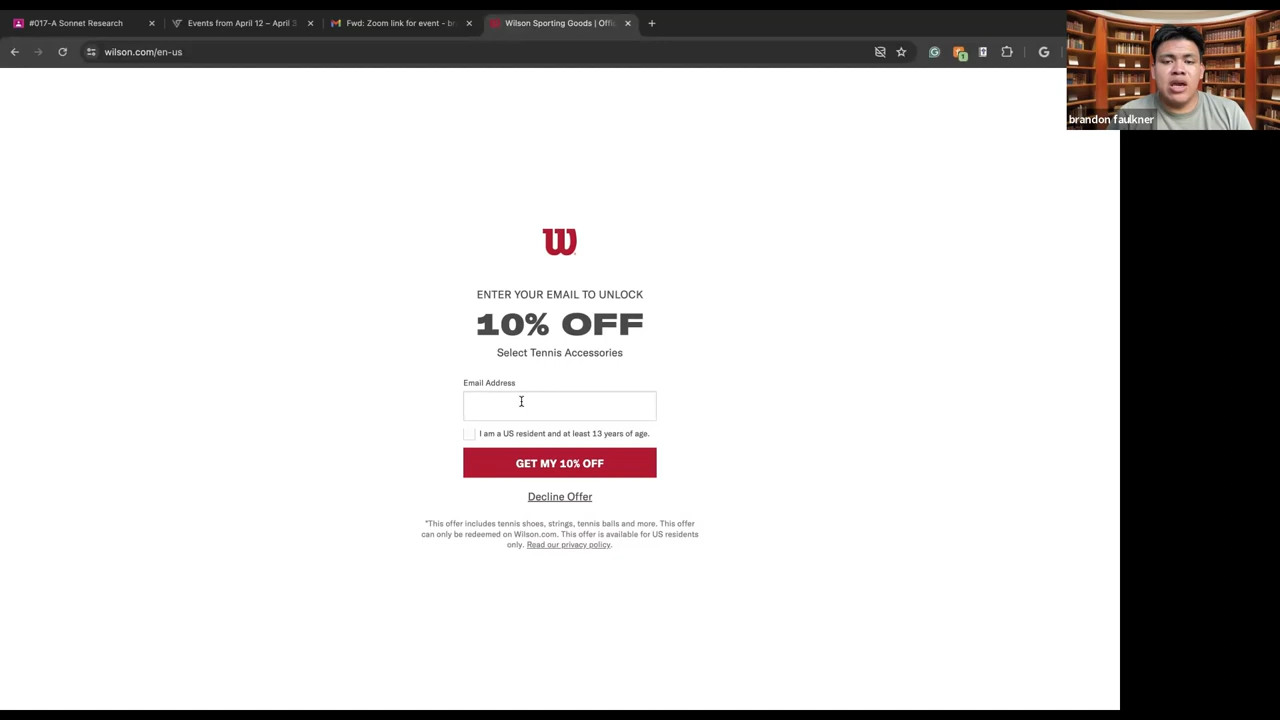 #017-A Sonnet Research
Events from April 12 – April 3
Fwd: Zoom link for event - br
Wilson Sporting Goods | Offi
wilson.com/en-us
brandon faulkner
W
ENTER YOUR EMAIL TO UNLOCK
10% OFF
Select Tennis Accessories
Email Address
I am a US resident and at least 13 years of age.
GET MY 10% OFF
Decline Offer
*This offer includes tennis shoes, strings, tennis balls and more. This offer
can only be redeemed on Wilson.com. This offer is available for US residents
only. Read our privacy policy.